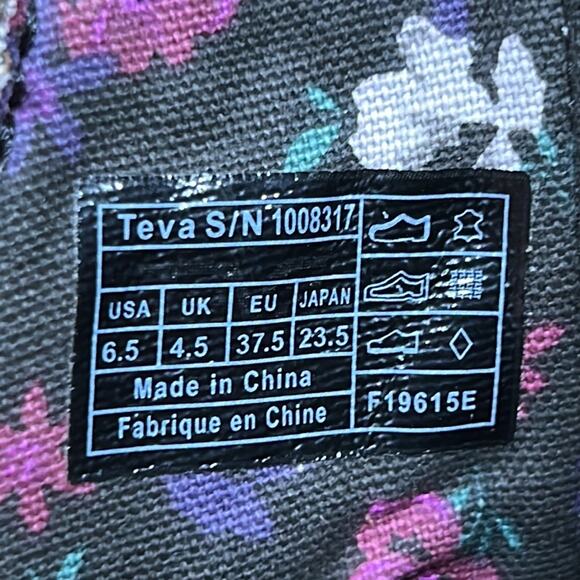 Teva S/N 1008317
USA UK EU JAPAN
6.5 4.5 37.5 23.5
Made in China
Fabrique en Chine
F19615E